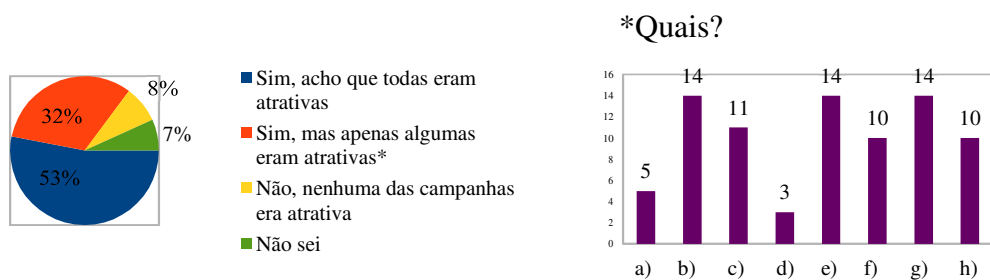 *Quais?
8%
32%
7%
53%
Sim, acho que todas eram
atrativas
Sim, mas apenas algumas
eram atrativas*
Não, nenhuma das campanhas
era atrativa
Não sei
16
14
12
10
8
6
4
2
0
5
14
11
3
14
10
14
10
a) b) c) d) e) f) g) h)